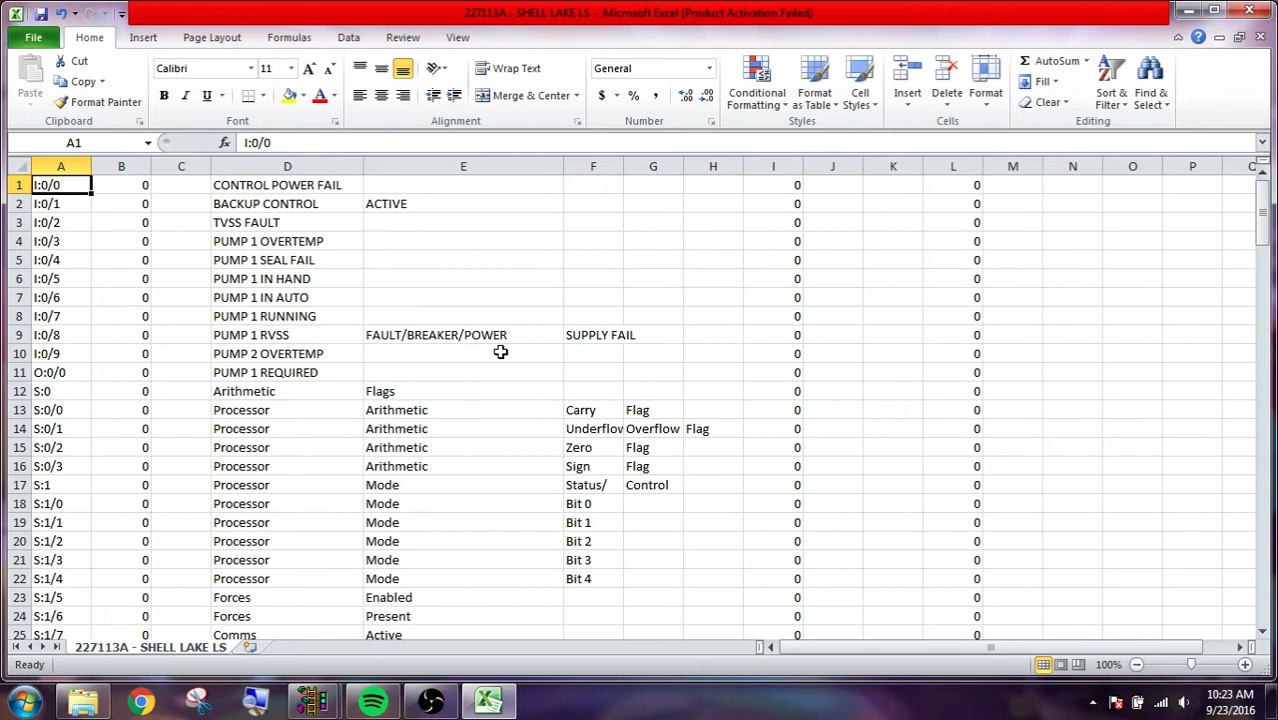 227113A - SHELL LAKE LS - Microsoft Excel (Product Activation Failed)
File Home Insert Page Layout Formulas Data Review View
Paste Cut Copy Format Painter Clipboard
Calibri 11 A A B I U A Font
Wrap Text Merge & Center Alignment
General $ % , Number
Conditional Formatting Format as Table Cell Styles Styles
Insert Delete Format Cells
AutoSum Fill Clear Sort & Filter Find & Select Editing
A1 fx I:0/0
A B C D E F G H I J K L M N O P
1 I:0/0 0 CONTROL POWER FAIL 0 0
2 I:0/1 0 BACKUP CONTROL ACTIVE 0 0
3 I:0/2 0 TVSS FAULT 0 0
4 I:0/3 0 PUMP 1 OVERTEMP 0 0
5 I:0/4 0 PUMP 1 SEAL FAIL 0 0
6 I:0/5 0 PUMP 1 IN HAND 0 0
7 I:0/6 0 PUMP 1 IN AUTO 0 0
8 I:0/7 0 PUMP 1 RUNNING 0 0
9 I:0/8 0 PUMP 1 RVSS FAULT/BREAKER/POWER SUPPLY FAIL 0 0
10 I:0/9 0 PUMP 2 OVERTEMP 0 0
11 O:0/0 0 PUMP 1 REQUIRED 0 0
12 S:0 0 Arithmetic Flags 0 0
13 S:0/0 0 Processor Arithmetic Carry Flag 0 0
14 S:0/1 0 Processor Arithmetic Underflow Overflow Flag 0 0
15 S:0/2 0 Processor Arithmetic Zero Flag 0 0
16 S:0/3 0 Processor Arithmetic Sign Flag 0 0
17 S:1 0 Processor Mode Status/ Control 0 0
18 S:1/0 0 Processor Mode Bit 0 0 0
19 S:1/1 0 Processor Mode Bit 1 0 0
20 S:1/2 0 Processor Mode Bit 2 0 0
21 S:1/3 0 Processor Mode Bit 3 0 0
22 S:1/4 0 Processor Mode Bit 4 0 0
23 S:1/5 0 Forces Enabled 0 0
24 S:1/6 0 Forces Present 0 0
25 S:1/7 0 Comms Active 0 0
227113A - SHELL LAKE LS
Ready 100%
10:23 AM
9/23/2016